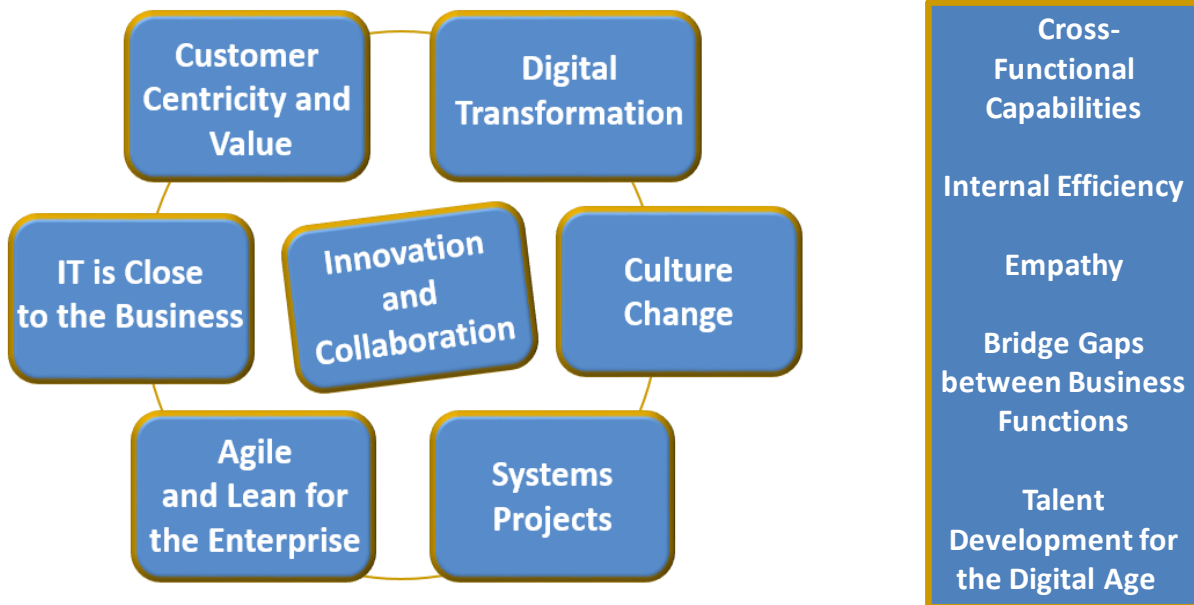 Customer
Centricity and
Value
Digital
Transformation
IT is Close
to the Business
Innovation
and
Collaboration
Culture
Change
Agile
and Lean for
the Enterprise
Systems
Projects
Cross-
Functional
Capabilities
Internal Efficiency
Empathy
Bridge Gaps
between Business
Functions
Talent
Development for
the Digital Age